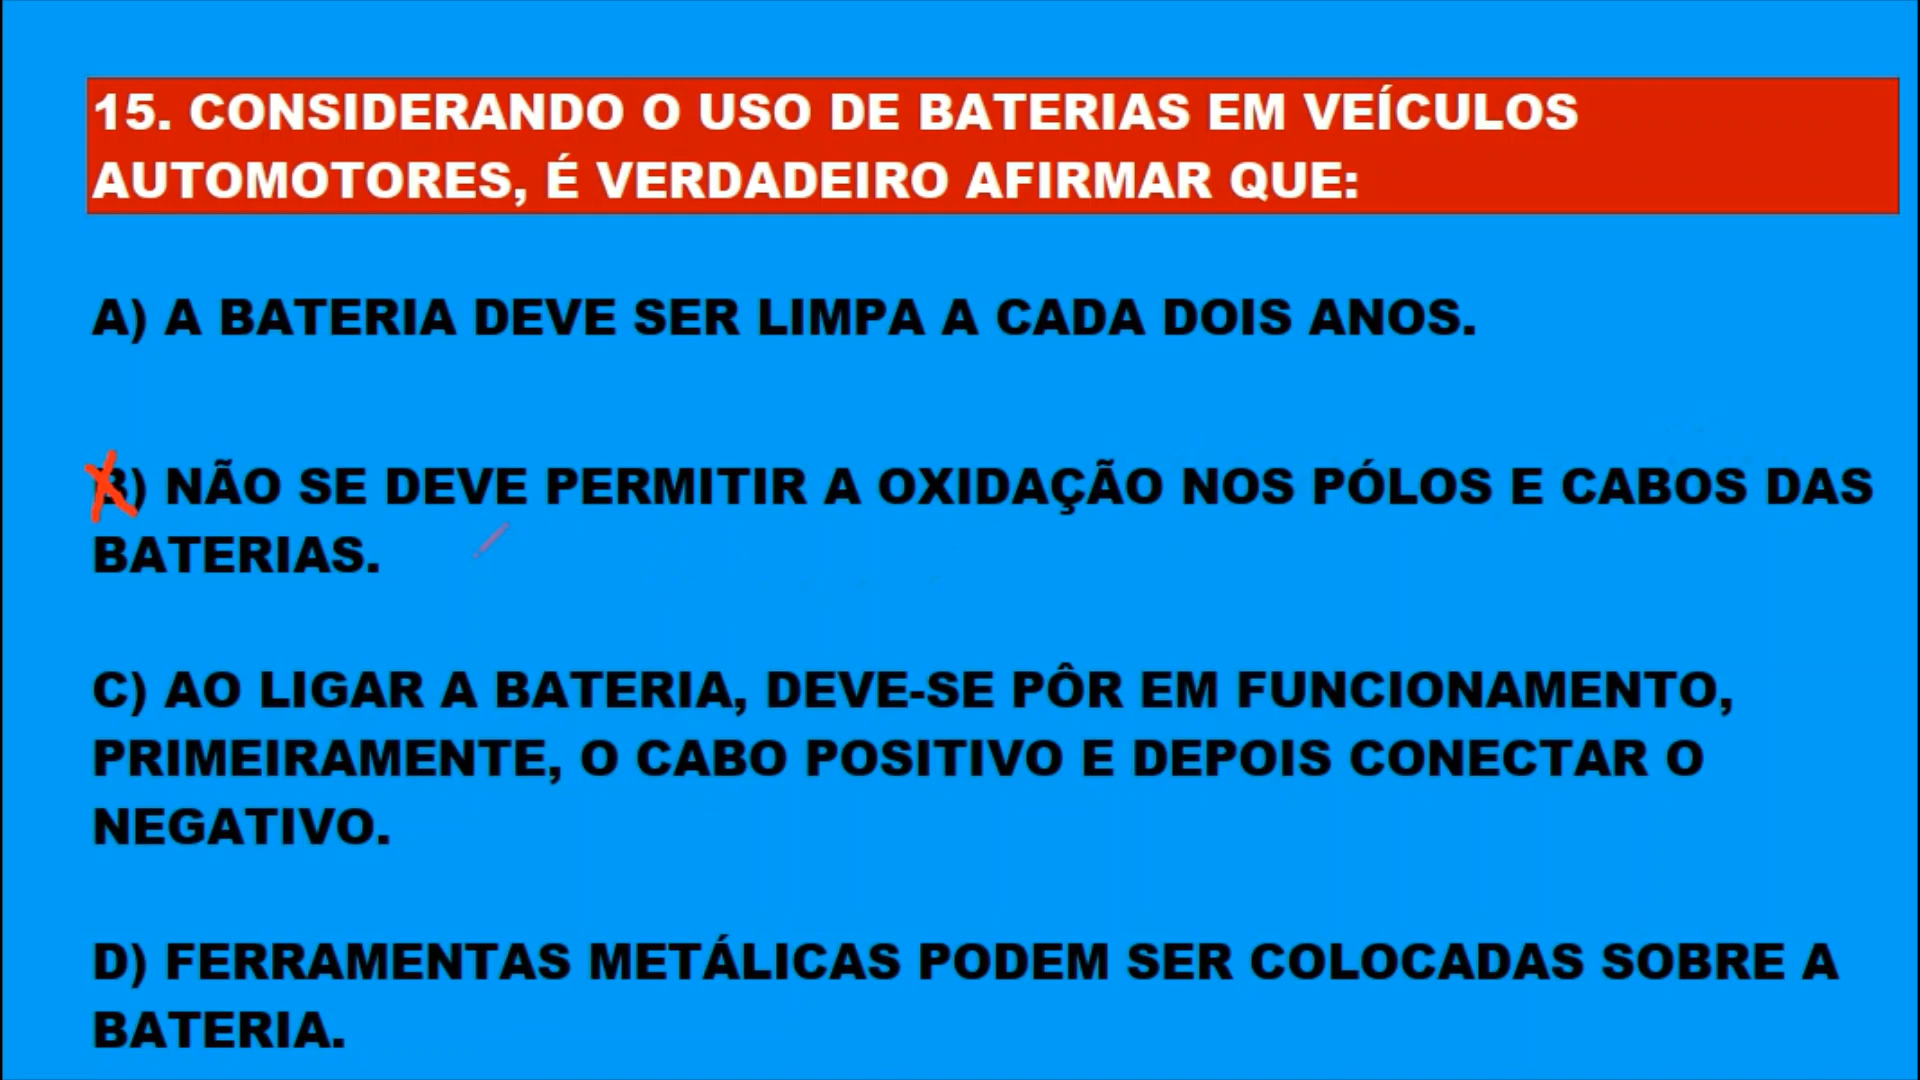 15. CONSIDERANDO O USO DE BATERIAS EM VEÍCULOS
AUTOMOTORES, É VERDADEIRO AFIRMAR QUE:
A) A BATERIA DEVE SER LIMPA A CADA DOIS ANOS.
B) NÃO SE DEVE PERMITIR A OXIDAÇÃO NOS PÓLOS E CABOS DAS
BATERIAS.
C) AO LIGAR A BATERIA, DEVE-SE PÔR EM FUNCIONAMENTO,
PRIMEIRAMENTE, O CABO POSITIVO E DEPOIS CONECTAR O
NEGATIVO.
D) FERRAMENTAS METÁLICAS PODEM SER COLOCADAS SOBRE A
BATERIA.